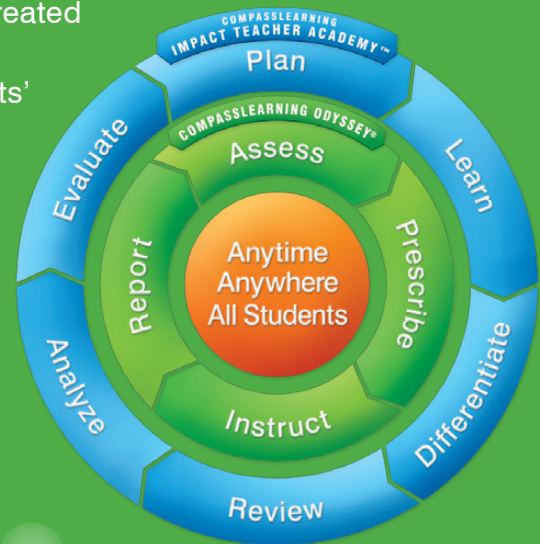 reated
ts’
COMPASSLEARNING
IMPACT TEACHER ACADEMY™
Plan
Learn
Differentiate
Review
Analyze
Evaluate
COMPASSLEARNING ODYSSEY®
Assess
Prescribe
Instruct
Report
Anytime
Anywhere
All Students